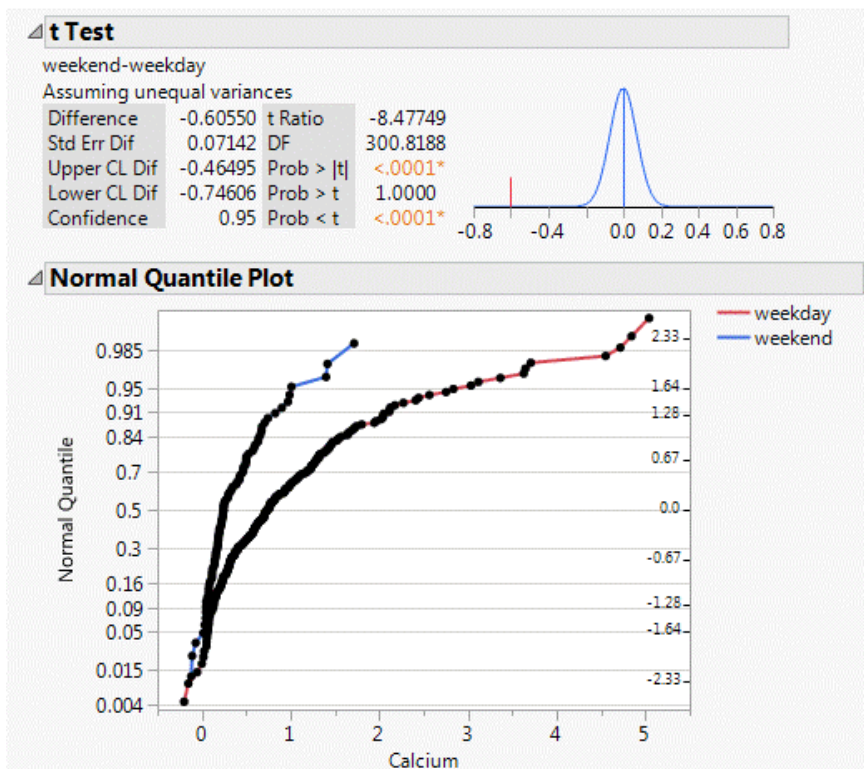 t Test
weekend-weekday
Assuming unequal variances
Difference -0.60550 t Ratio -8.47749
Std Err Dif 0.07142 DF 300.8188
Upper CL Dif -0.46495 Prob > |t| <.0001*
Lower CL Dif -0.74606 Prob > t 1.0000
Confidence 0.95 Prob < t <.0001*
-0.8 -0.4 0.0 0.2 0.4 0.6 0.8
Normal Quantile Plot
weekday
weekend
Normal Quantile
0.985
0.95
0.91
0.84
0.7
0.5
0.3
0.16
0.09
0.05
0.015
0.004
2.33
1.64
1.28
0.67
0.0
-0.67
-1.28
-1.64
-2.33
0 1 2 3 4 5
Calcium